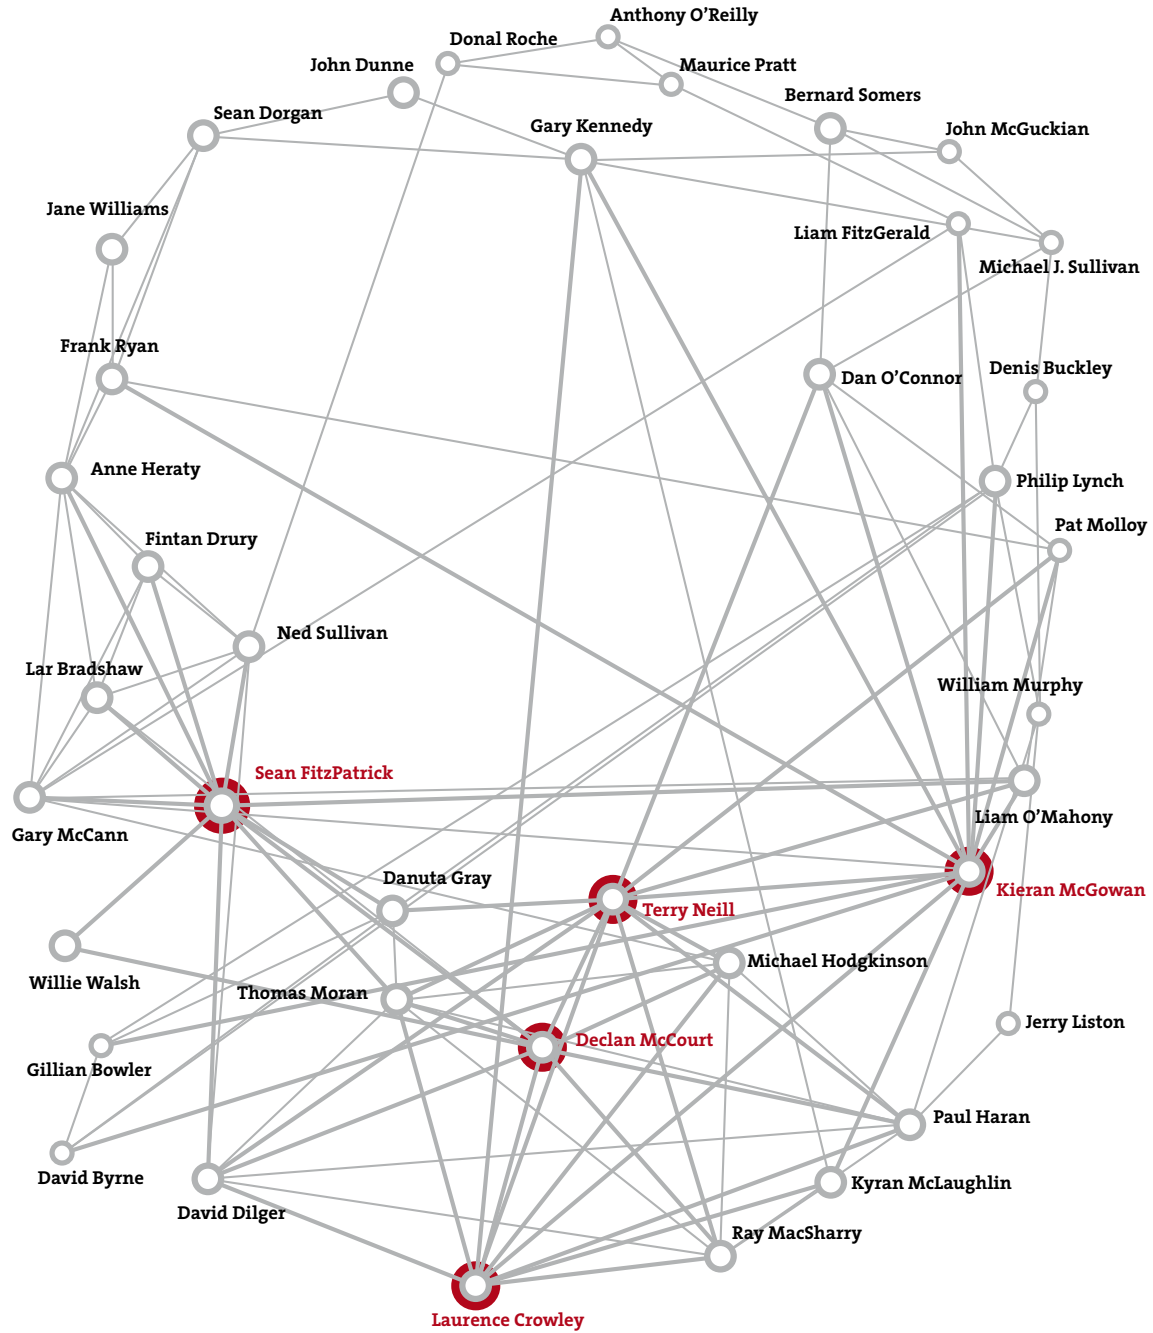 Anthony O’Reilly
Donal Roche
John Dunne
Maurice Pratt
Bernard Somers
Sean Dorgan
Gary Kennedy
John McGuckian
Jane Williams
Liam FitzGerald
Michael J. Sullivan
Frank Ryan
Dan O’Connor
Denis Buckley
Anne Heraty
Philip Lynch
Pat Molloy
Fintan Drury
Ned Sullivan
Lar Bradshaw
William Murphy
Sean FitzPatrick
Gary McCann
Liam O’Mahony
Danuta Gray
Kieran McGowan
Terry Neill
Willie Walsh
Michael Hodgkinson
Thomas Moran
Jerry Liston
Declan McCourt
Gillian Bowler
Paul Haran
David Byrne
Kyran McLaughlin
David Dilger
Ray MacSharry
Laurence Crowley